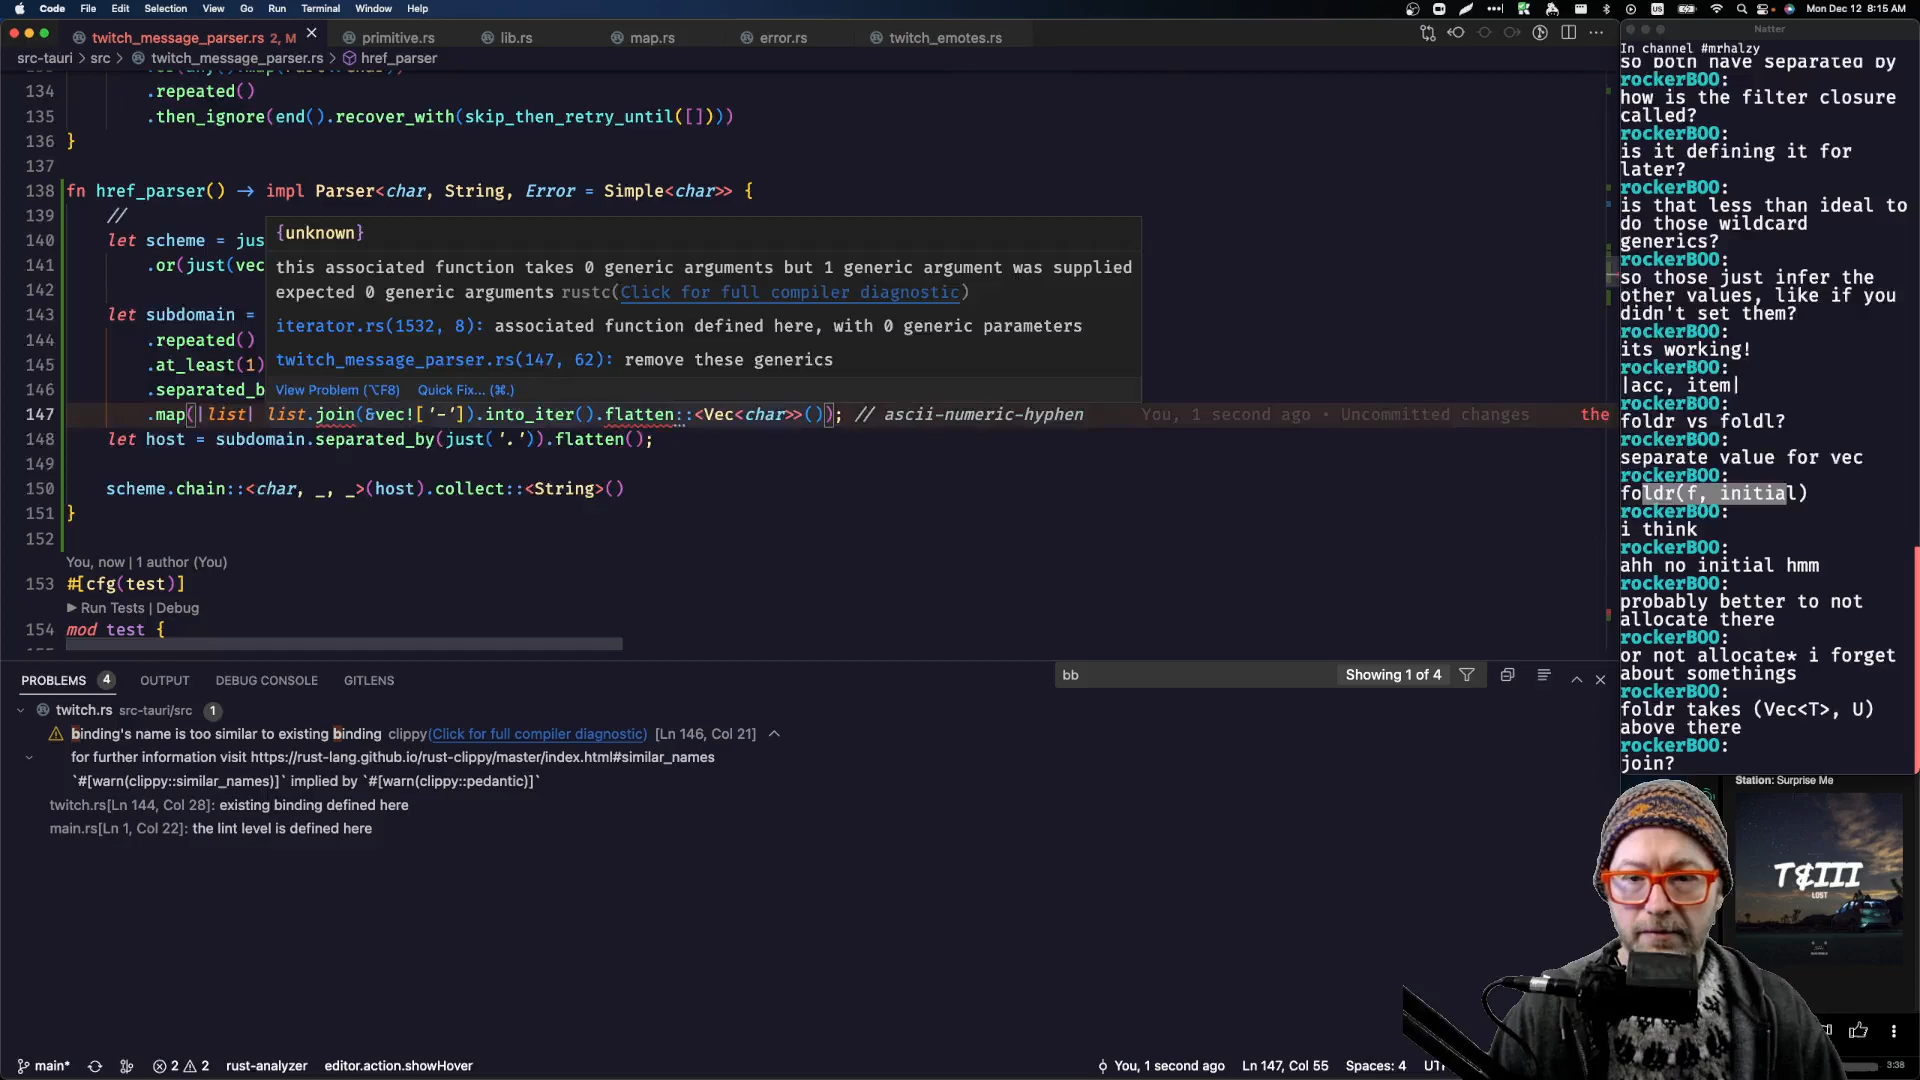 Code File Edit Selection View Go Run Terminal Window Help
Mon Dec 12 8:15 AM
twitch_message_parser.rs 2, M
primitive.rs
lib.rs
map.rs
error.rs
twitch_emotes.rs
src-tauri > src > twitch_message_parser.rs > href_parser
134 .repeated()
135 .then_ignore(end().recover_with(skip_then_retry_until([])))
136 }
137
138 fn href_parser() → impl Parser<char, String, Error = Simple<char>> {
139 //
140 let scheme = jus
141 .or(just(vec
142
143 let subdomain =
144 .repeated()
145 .at_least(1)
146 .separated_b
{unknown}
this associated function takes 0 generic arguments but 1 generic argument was supplied
expected 0 generic arguments rustc(Click for full compiler diagnostic)
iterator.rs(1532, 8): associated function defined here, with 0 generic parameters
twitch_message_parser.rs(147, 62): remove these generics
View Problem (⌥F8) Quick Fix... (⌘.)
147 .map(|list| list.join(&vec!['-']).into_iter().flatten::<Vec<char>>()); // ascii-numeric-hyphen You, 1 second ago • Uncommitted changes the
148 let host = subdomain.separated_by(just('.')).flatten();
149
150 scheme.chain::<char, _, _>(host).collect::<String>()
151 }
152
You, now | 1 author (You)
153 #[cfg(test)]
▶ Run Tests | Debug
154 mod test {
PROBLEMS 4 OUTPUT DEBUG CONSOLE GITLENS
bb
Showing 1 of 4
twitch.rs src-tauri/src 1
binding's name is too similar to existing binding clippy(Click for full compiler diagnostic) [Ln 146, Col 21]
for further information visit https://rust-lang.github.io/rust-clippy/master/index.html#similar_names
`#[warn(clippy::similar_names)]` implied by `#[warn(clippy::pedantic)]`
twitch.rs[Ln 144, Col 28]: existing binding defined here
main.rs[Ln 1, Col 22]: the lint level is defined here
main* 2 2 rust-analyzer editor.action.showHover
You, 1 second ago Ln 147, Col 55 Spaces: 4
Natter
In channel #mrhalzy
so both have separated by
rockerBOO:
how is the filter closure
called?
rockerBOO:
is it defining it for
later?
rockerBOO:
is that less than ideal to
do those wildcard
generics?
rockerBOO:
so those just infer the
other values, like if you
didn't set them?
rockerBOO:
its working!
rockerBOO:
|acc, item|
rockerBOO:
foldr vs foldl?
rockerBOO:
separate value for vec
rockerBOO:
foldr(f, initial)
rockerBOO:
i think
rockerBOO:
ahh no initial hmm
rockerBOO:
probably better to not
allocate there
rockerBOO:
or not allocate* i forget
about somethings
rockerBOO:
foldr takes (Vec<T>, U)
above there
rockerBOO:
join?
Station: Surprise Me
T&III
LOST
3:38